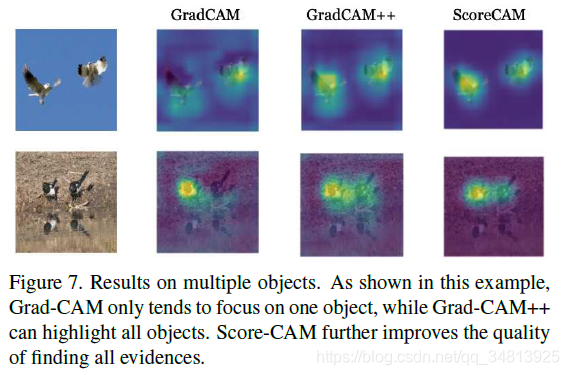 GradCAM GradCAM++ ScoreCAM
Figure 7. Results on multiple objects. As shown in this example,
Grad-CAM only tends to focus on one object, while Grad-CAM++
can highlight all objects. Score-CAM further improves the quality
of finding all evidences.
https://blog.csdn.net/qq_34813925